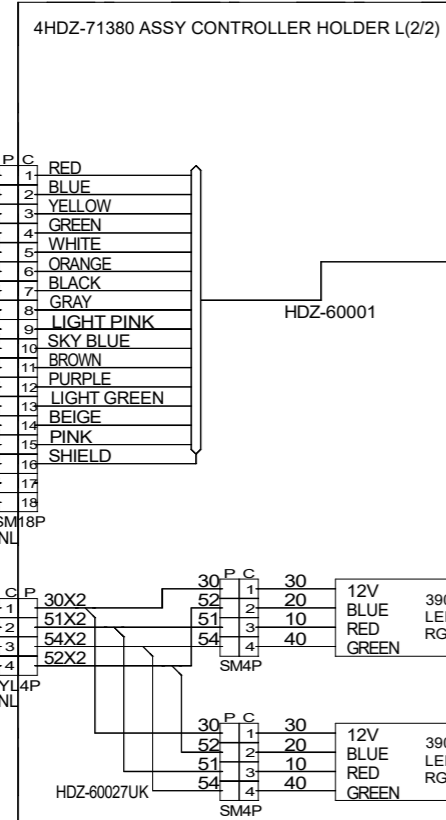 4HDZ-71380 ASSY CONTROLLER HOLDER L(2/2)
P C
1 RED
2 BLUE
3 YELLOW
4 GREEN
5 WHITE
6 ORANGE
7 BLACK
8 GRAY
9 LIGHT PINK
10 SKY BLUE
11 BROWN
12 PURPLE
13 LIGHT GREEN
14 BEIGE
15 PINK
16 SHIELD
17
18
SM18P
NL
HDZ-60001
C P
1 30X2
2 51X2
3 54X2
4 52X2
YL4P
NL
P C
30 1 30 12V
52 2 20 BLUE
51 3 10 RED
54 4 40 GREEN
SM4P
390
LED
RG
P C
30 1 30 12V
52 2 20 BLUE
51 3 10 RED
54 4 40 GREEN
SM4P
390
LED
RG
HDZ-60027UK